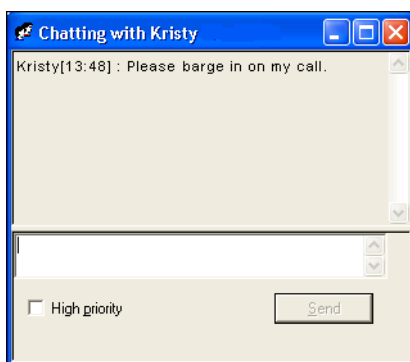 Chatting with Kristy
Kristy[13:48] : Please barge in on my call.
High priority
Send